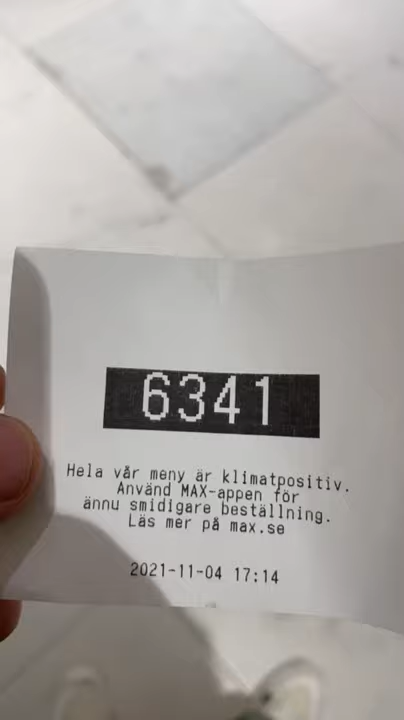 6341
Hela vår meny är klimatpositiv.
Använd MAX-appen för
ännu smidigare beställning.
Läs mer på max.se
2021-11-04 17:14